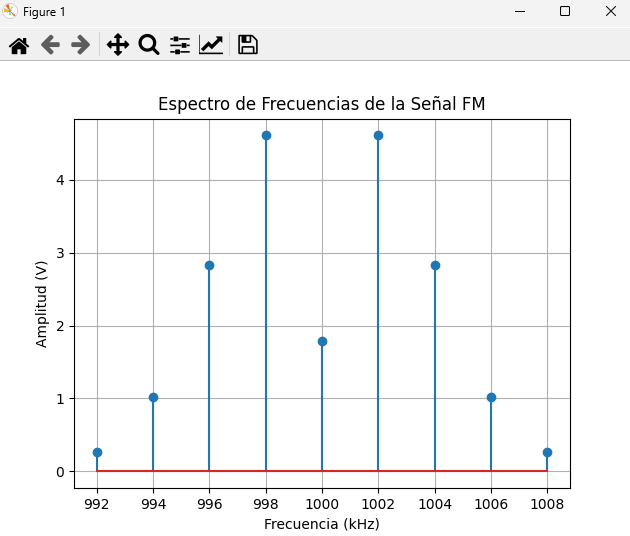 Figure 1
Espectro de Frecuencias de la Señal FM
Amplitud (V)
4
3
2
1
0
992 994 996 998 1000 1002 1004 1006 1008
Frecuencia (kHz)